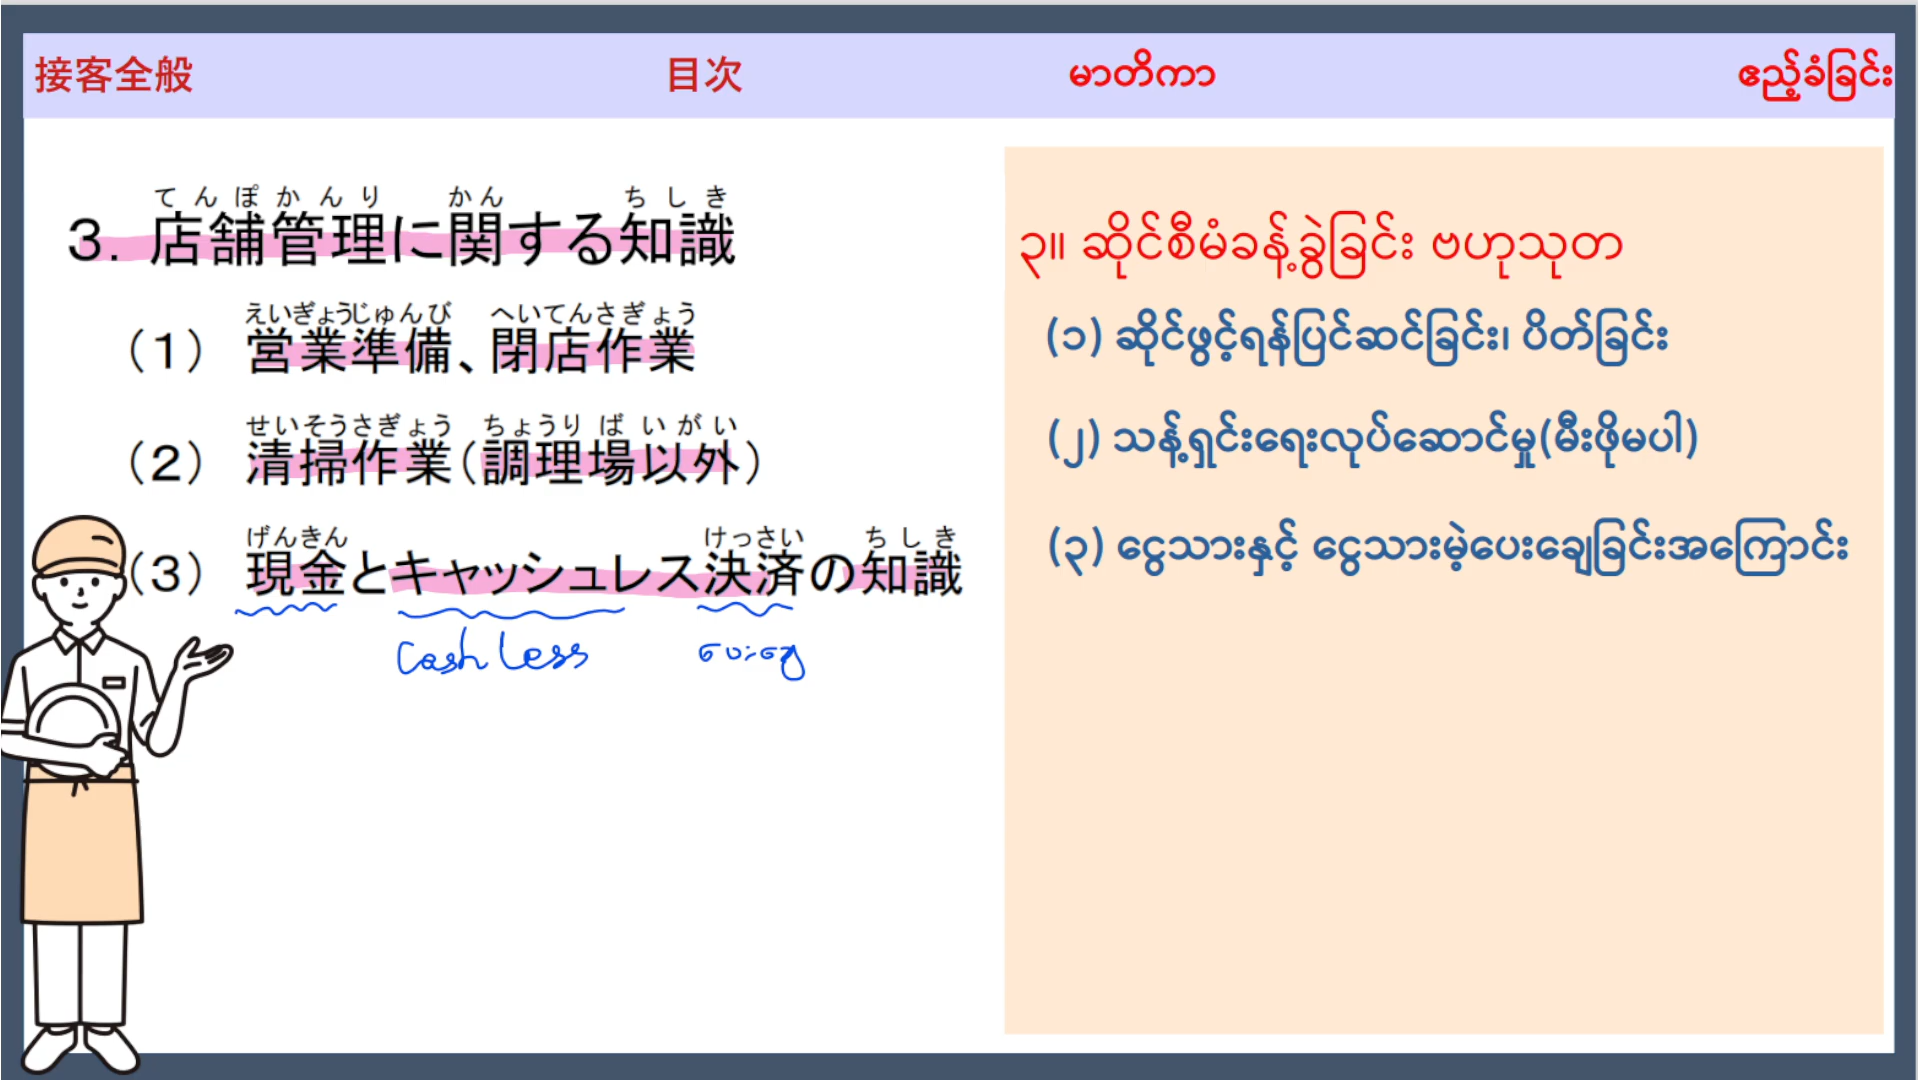 接客全般 目次 မာတိကာ ဧည့်ခံခြင်း
てんぽかんり かん ちしき
3. 店舗管理に関する知識
えいぎょうじゅんび へいてんさぎょう
（1） 営業準備、閉店作業
せいそうさぎょう ちょうりばいがい
（2） 清掃作業（調理場以外）
げんきん けっさい ちしき
（3） 現金とキャッシュレス決済の知識
cash less ပေးချေ
၃။ ဆိုင်စီမံခန့်ခွဲခြင်း ဗဟုသုတ
(၁) ဆိုင်ဖွင့်ရန်ပြင်ဆင်ခြင်း၊ ပိတ်ခြင်း
(၂) သန့်ရှင်းရေးလုပ်ဆောင်မှု(မီးဖိုမပါ)
(၃) ငွေသားနှင့် ငွေသားမဲ့ပေးချေခြင်းအကြောင်း